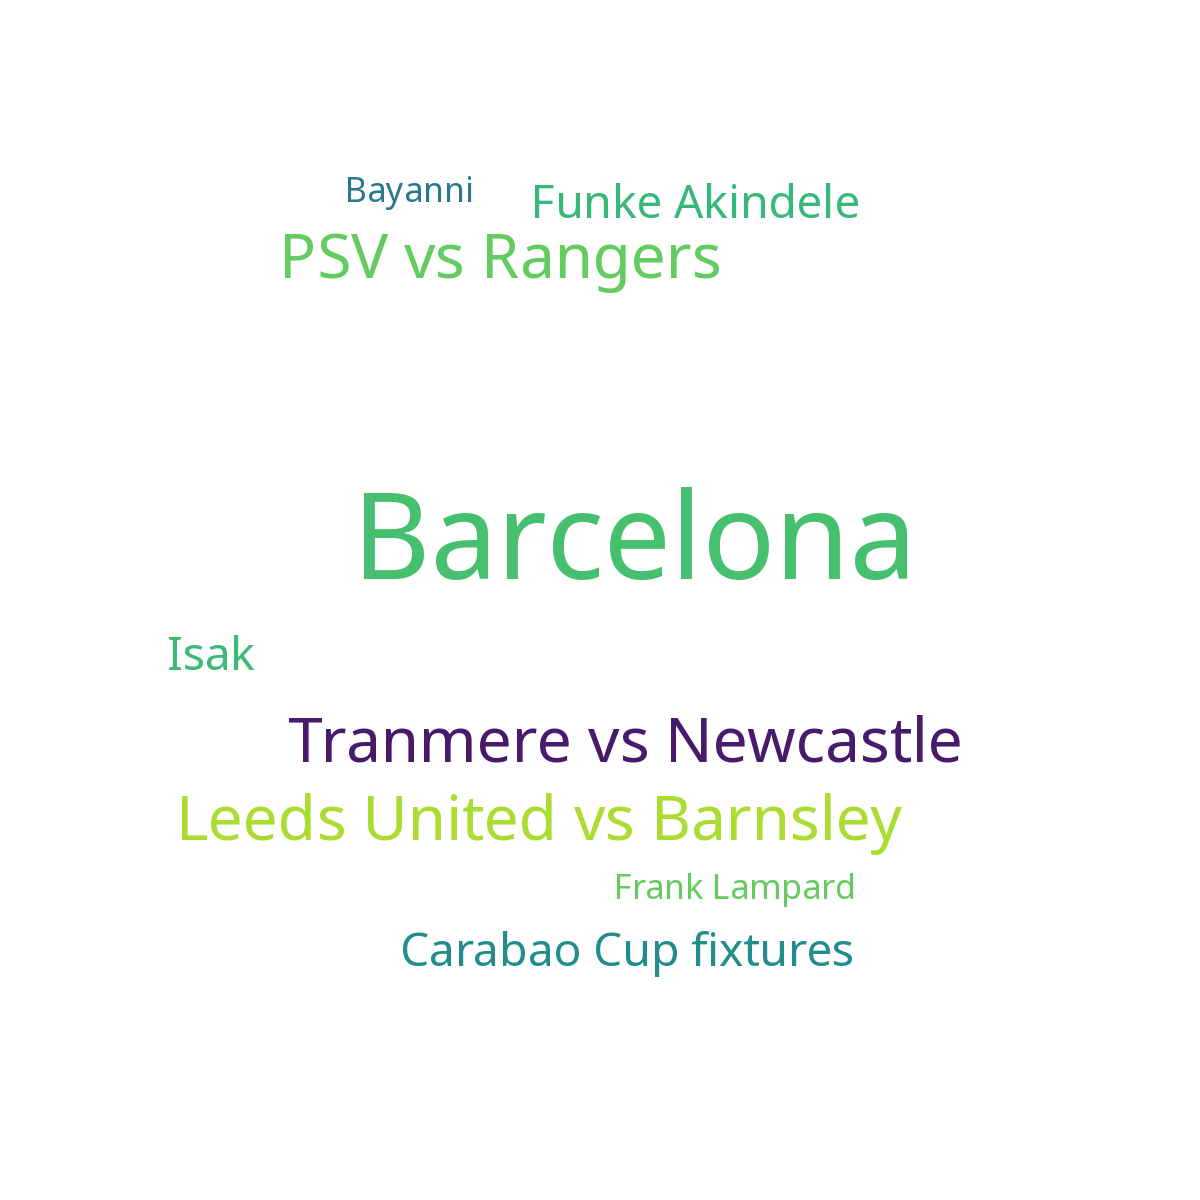 Bayanni
Funke Akindele
PSV vs Rangers
Barcelona
Isak
Tranmere vs Newcastle
Leeds United vs Barnsley
Frank Lampard
Carabao Cup fixtures